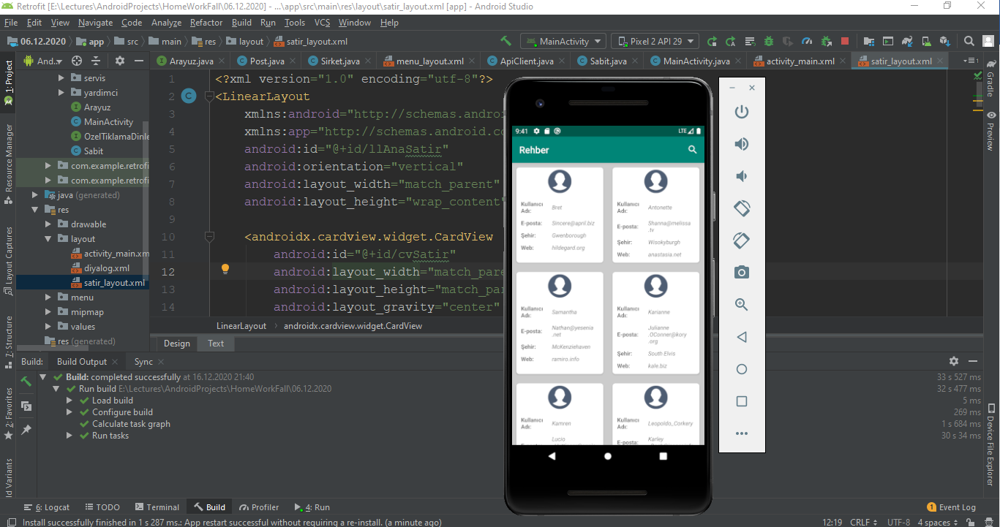 Retrofit [E:\Lectures\AndroidProjects\HomeWorkFall\06.12.2020] - ...\app\src\main\res\layout\satir_layout.xml [app] - Android Studio
File Edit View Navigate Code Analyze Refactor Build Run Tools VCS Window Help
06.12.2020 app src main res layout satir_layout.xml
MainActivity Pixel 2 API 29
And... Arayuz.java Post.java Sirket.java menu_layout.xml ApiClient.java Sabit.java MainActivity.java activity_main.xml satir_layout.xml
1: Project
Resource Manager
Layout Captures
7: Structure
2: Favorites
ld Variants
servis
yardimci
Arayuz
MainActivity
OzelTiklamaDinle
Sabit
com.example.retrofi
com.example.retrofi
java (generated)
res
drawable
layout
activity_main.xm
diyalog.xml
satir_layout.xml
menu
mipmap
values
res (generated)
1 <?xml version="1.0" encoding="utf-8"?>
2 <LinearLayout
3 xmlns:android="http://schemas.androi
4 xmlns:app="http://schemas.android.co
5 android:id="@+id/llAnaSatir"
6 android:orientation="vertical"
7 android:layout_width="match_parent"
8 android:layout_height="wrap_content"
9
10 <androidx.cardview.widget.CardView
11 android:id="@+id/cvSatir"
12 android:layout_width="match_pare
13 android:layout_height="match_pa
14 android:layout_gravity="center"
LinearLayout androidx.cardview.widget.CardView
Design Text
9:41 LTE
Rehber
Kullanıcı Adı: Bret
E-posta: Sincere@april.biz
Şehir: Gwenborough
Web: hildegard.org
Kullanıcı Adı: Antonette
E-posta: Shanna@melissa.tv
Şehir: Wisokyburgh
Web: anastasia.net
Kullanıcı Adı: Samantha
E-posta: Nathan@yesenia.net
Şehir: McKenziehaven
Web: ramiro.info
Kullanıcı Adı: Karianne
E-posta: Julianne.OConner@kory.org
Şehir: South Elvis
Web: kale.biz
Kullanıcı Adı: Kamren
Lucio
Kullanıcı Adı: Leopoldo_Corkery
E-posta: Karley
Gradle
Preview
Device File Explorer
Build: Build Output Sync
Build: completed successfully at 16.12.2020 21:40 33 s 527 ms
Run build E:\Lectures\AndroidProjects\HomeWorkFall\06.12.2020 32 s 477 ms
Load build 5 ms
Configure build 269 ms
Calculate task graph 1 s 684 ms
Run tasks 30 s 34 ms
6: Logcat TODO Terminal Build Profiler 4: Run 1 Event Log
Install successfully finished in 1 s 287 ms.: App restart successful without requiring a re-install. (a minute ago) 12:19 CRLF UTF-8 4 spaces